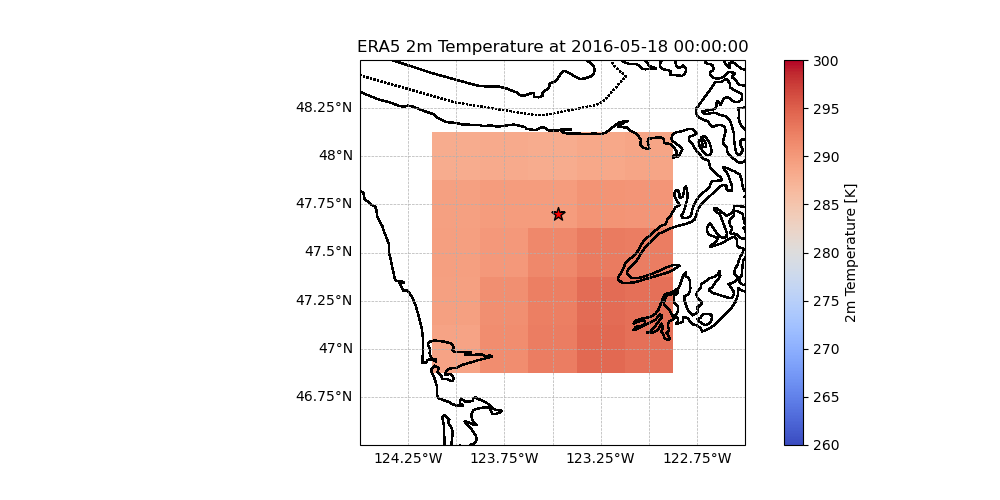 ERA5 2m Temperature at 2016-05-18 00:00:00
48.25°N
48°N
47.75°N
47.5°N
47.25°N
47°N
46.75°N
124.25°W
123.75°W
123.25°W
122.75°W
300
295
290
285
280
275
270
265
260
2m Temperature [K]